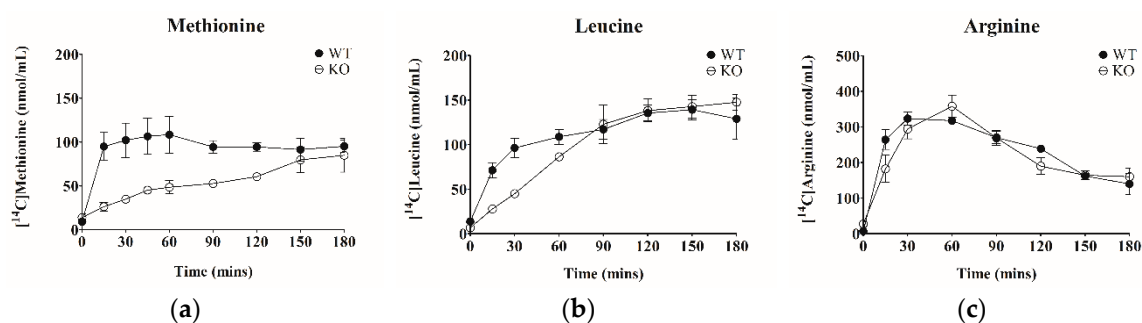 Methionine
[¹⁴C]Methionine (nmol/mL)
200
150
100
50
0
WT
KO
0 30 60 90 120 150 180
Time (mins)
(a)
Leucine
[¹⁴C]Leucine (nmol/mL)
200
150
100
50
0
WT
KO
0 30 60 90 120 150 180
Time (mins)
(b)
Arginine
[¹⁴C]Arginine (nmol/mL)
500
400
300
200
100
0
WT
KO
0 30 60 90 120 150 180
Time (mins)
(c)